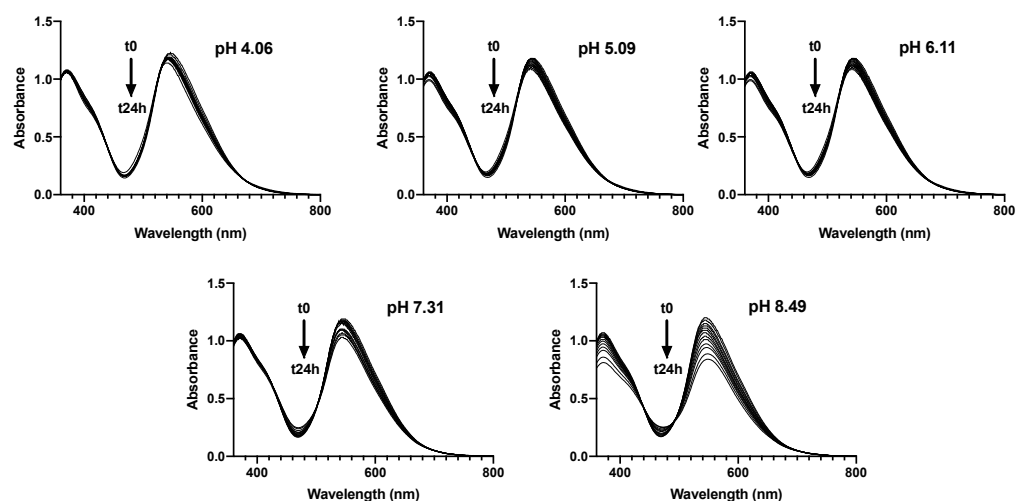 1.5
1.0
0.5
0.0
Absorbance
t0
t24h
pH 4.06
400
600
800
Wavelength (nm)
1.5
1.0
0.5
0.0
Absorbance
t0
t24h
pH 5.09
400
600
800
Wavelength (nm)
1.5
1.0
0.5
0.0
Absorbance
t0
t24h
pH 6.11
400
600
800
Wavelength (nm)
1.5
1.0
0.5
0.0
Absorbance
t0
t24h
pH 7.31
400
600
800
Wavelength (nm)
1.5
1.0
0.5
0.0
Absorbance
t0
t24h
pH 8.49
400
600
800
Wavelength (nm)